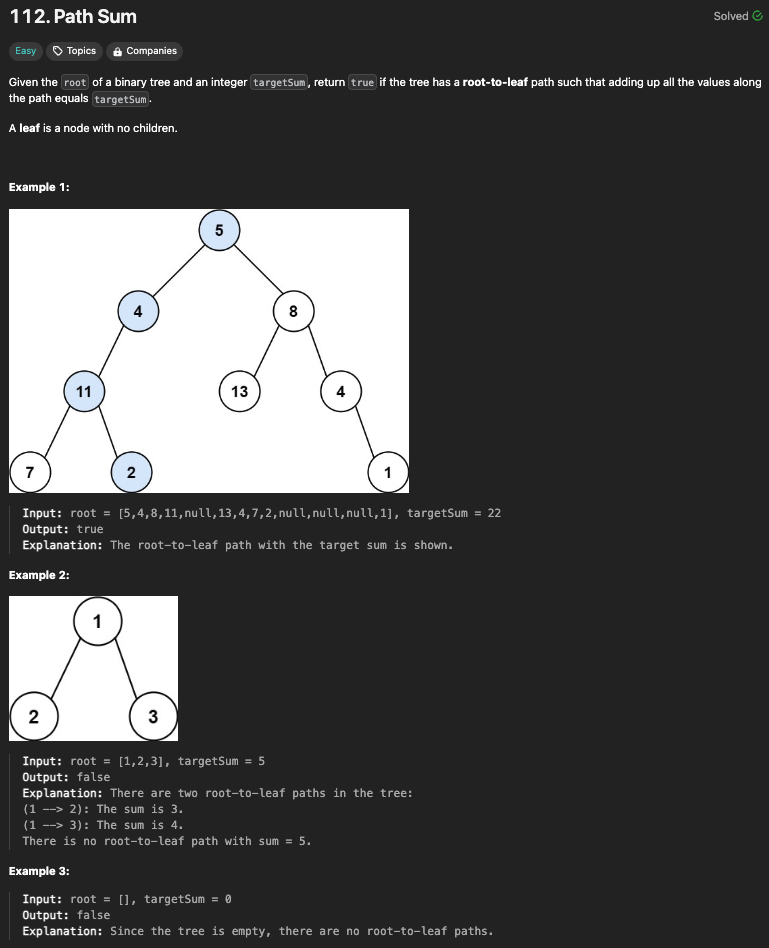 112. Path Sum
Solved
Easy Topics Companies
Given the root of a binary tree and an integer targetSum, return true if the tree has a root-to-leaf path such that adding up all the values along
the path equals targetSum.
A leaf is a node with no children.
Example 1:
5
4 8
11 13 4
7 2 1
Input: root = [5,4,8,11,null,13,4,7,2,null,null,null,1], targetSum = 22
Output: true
Explanation: The root-to-leaf path with the target sum is shown.
Example 2:
1
2 3
Input: root = [1,2,3], targetSum = 5
Output: false
Explanation: There are two root-to-leaf paths in the tree:
(1 --> 2): The sum is 3.
(1 --> 3): The sum is 4.
There is no root-to-leaf path with sum = 5.
Example 3:
Input: root = [], targetSum = 0
Output: false
Explanation: Since the tree is empty, there are no root-to-leaf paths.